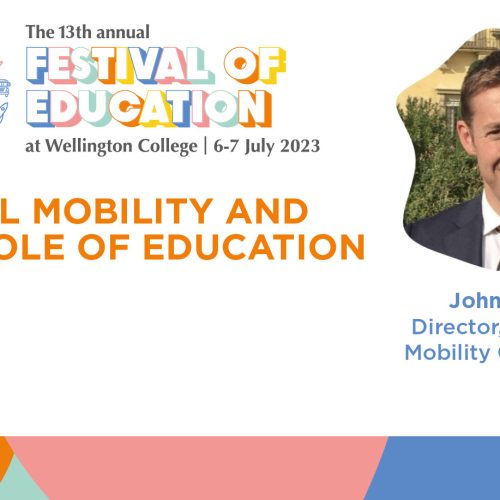 The 13th annual
FESTIVAL OF
EDUCATION
at Wellington College | 6-7 July 2023
L MOBILITY AND
OLE OF EDUCATION
John
Director,
Mobility